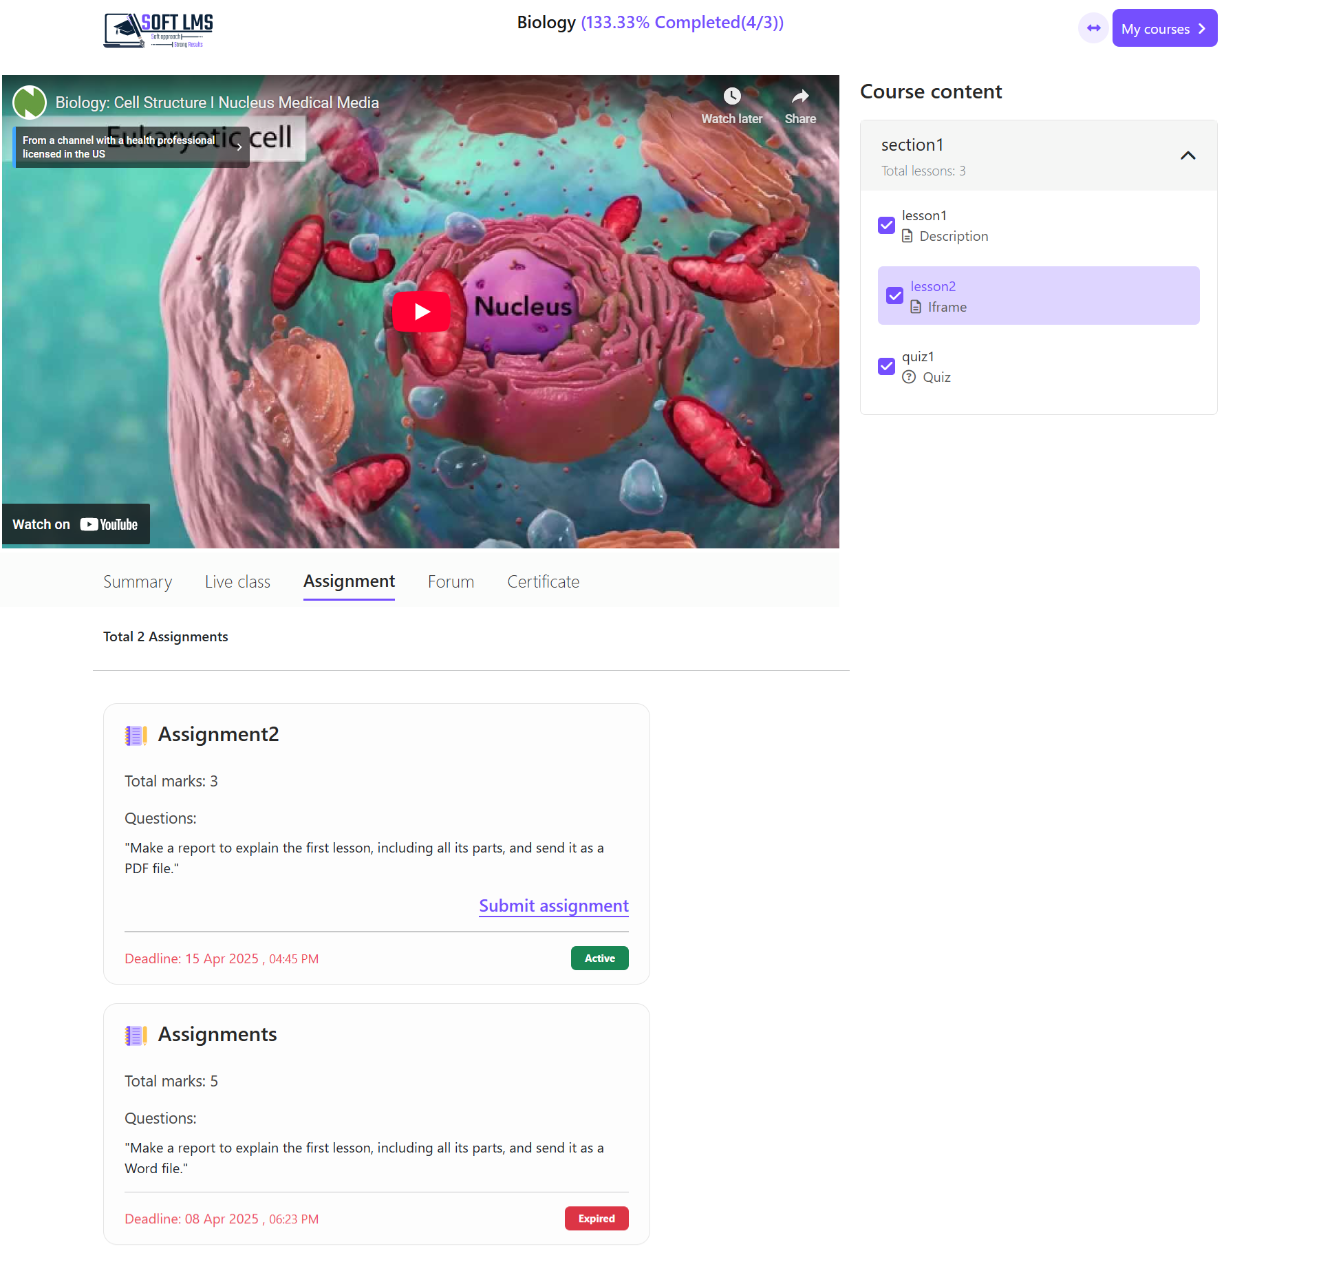 SOFT LMS
Soft approach
Strong Results
Biology (133.33% Completed(4/3))
My courses
Biology: Cell Structure I Nucleus Medical Media
Watch later
Share
Eukaryotic cell
From a channel with a health professional
licensed in the US
Nucleus
Watch on YouTube
Course content
section1
Total lessons: 3
lesson1
Description
lesson2
Iframe
quiz1
Quiz
Summary
Live class
Assignment
Forum
Certificate
Total 2 Assignments
Assignment2
Total marks: 3
Questions:
"Make a report to explain the first lesson, including all its parts, and send it as a
PDF file."
Submit assignment
Deadline: 15 Apr 2025 , 04:45 PM
Active
Assignments
Total marks: 5
Questions:
"Make a report to explain the first lesson, including all its parts, and send it as a
Word file."
Deadline: 08 Apr 2025 , 06:23 PM
Expired